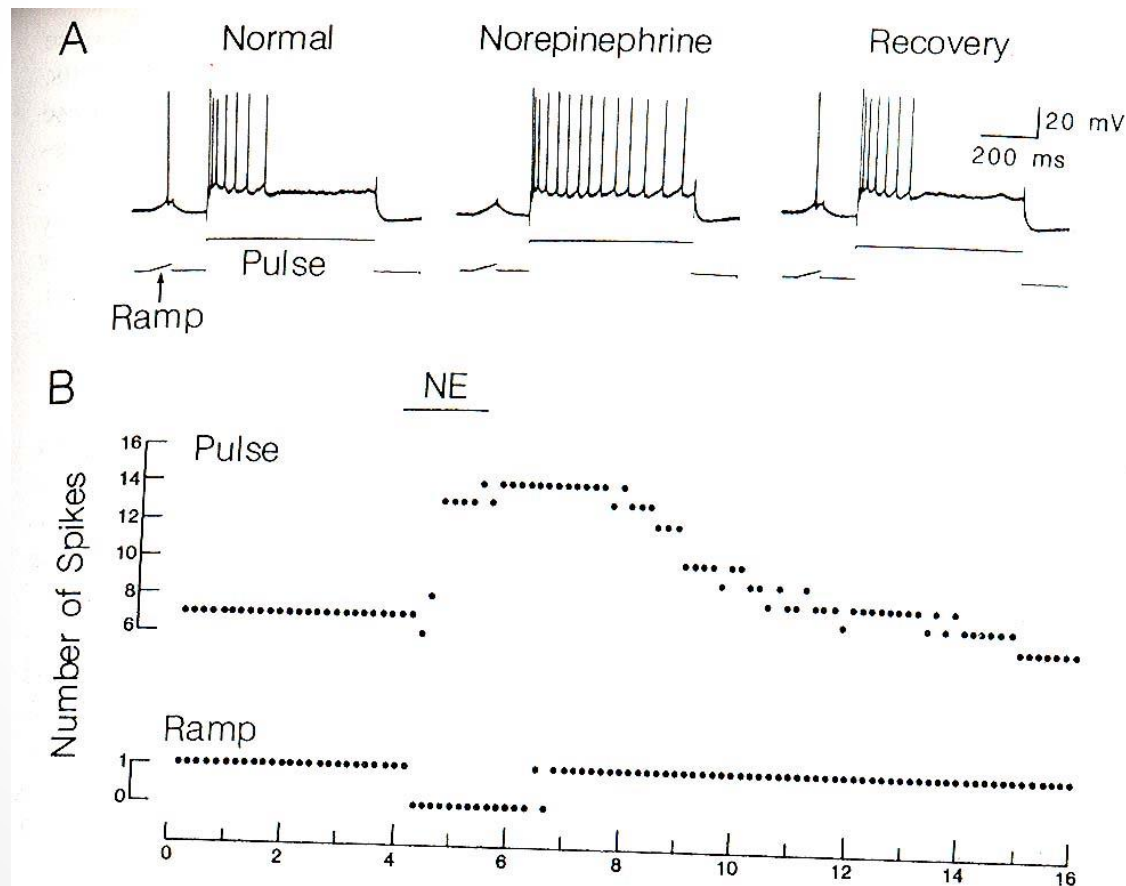 A
Normal
Norepinephrine
Recovery
20 mV
200 ms
Pulse
Ramp
B
NE
Pulse
Number of Spikes
16
14
12
10
8
6
Ramp
1
0
0 2 4 6 8 10 12 14 16